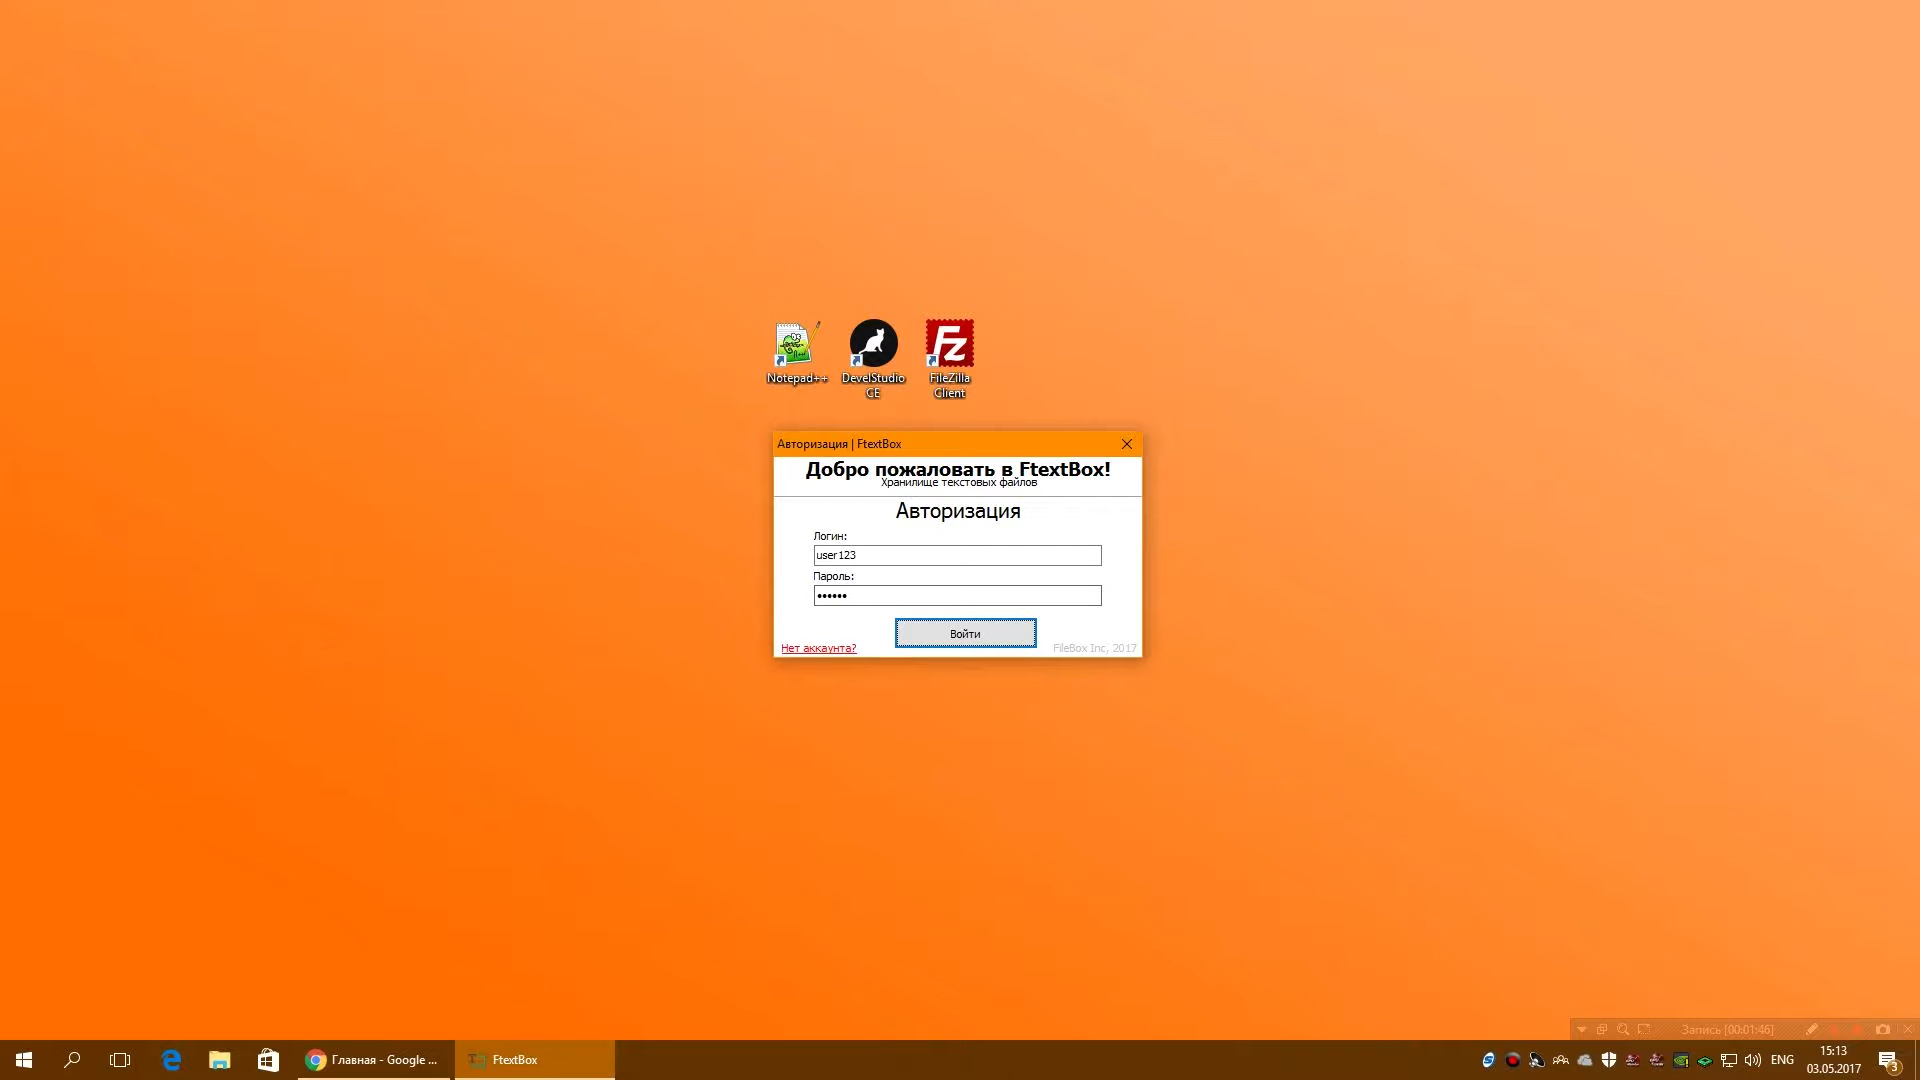 Notepad++
DevelStudio
CE
FileZilla
Client
Авторизация | FtextBox
Добро пожаловать в FtextBox!
Хранилище текстовых файлов
Авторизация
Логин:
user123
Пароль:
••••••
Войти
Нет аккаунта?
FileBox Inc, 2017
Запись [00:01:46]
Главная - Google ...
FtextBox
ENG
15:13
03.05.2017
3